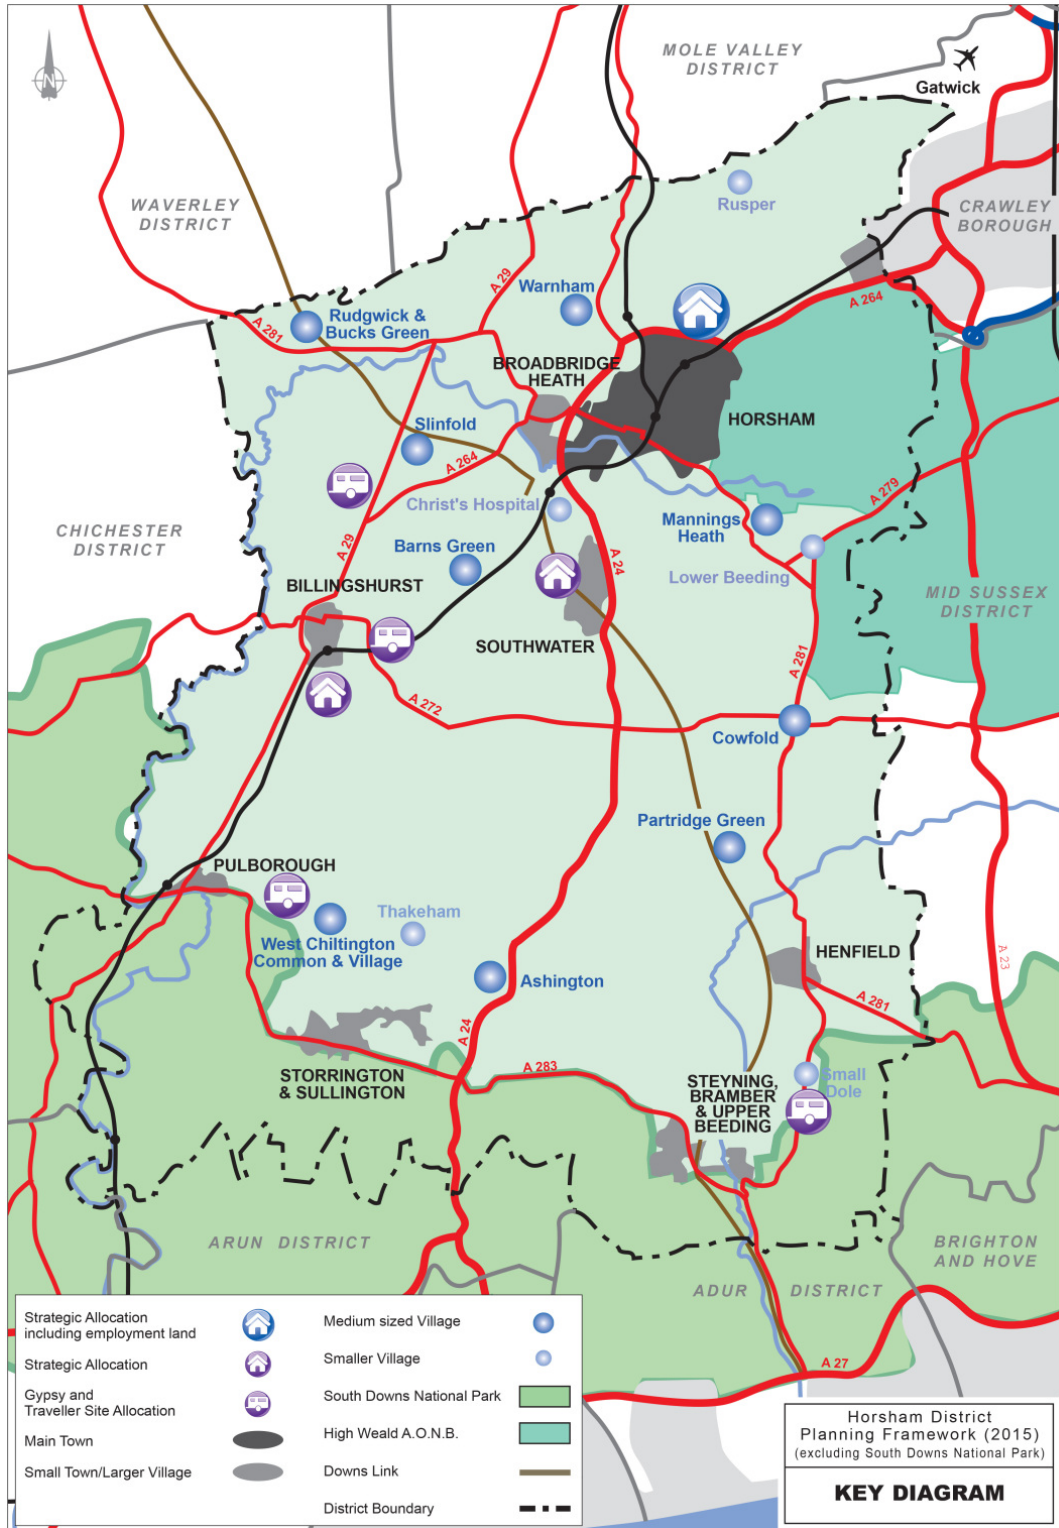 MOLE VALLEY
DISTRICT
Gatwick
N
WAVERLEY
DISTRICT
Rusper
CRAWLEY
BOROUGH
A 29
Warnham
A 264
A 281
Rudgwick &
Bucks Green
BROADBRIDGE
HEATH
HORSHAM
Slinfold
A 264
Christ's Hospital
A 279
CHICHESTER
DISTRICT
A 29
Barns Green
Mannings
Heath
A 24
BILLINGSHURST
Lower Beeding
MID SUSSEX
DISTRICT
SOUTHWATER
A 281
A 272
Cowfold
Partridge Green
PULBOROUGH
Thakeham
West Chiltington
Common & Village
HENFIELD
A 23
Ashington
A 281
A 24
A 283
STORRINGTON
& SULLINGTON
STEYNING,
BRAMBER
& UPPER
BEEDING
Small
Dole
ARUN DISTRICT
BRIGHTON
AND HOVE
ADUR DISTRICT
A 27
Strategic Allocation
including employment land
Strategic Allocation
Gypsy and
Traveller Site Allocation
Main Town
Small Town/Larger Village
Medium sized Village
Smaller Village
South Downs National Park
High Weald A.O.N.B.
Downs Link
District Boundary
Horsham District
Planning Framework (2015)
(excluding South Downs National Park)
KEY DIAGRAM